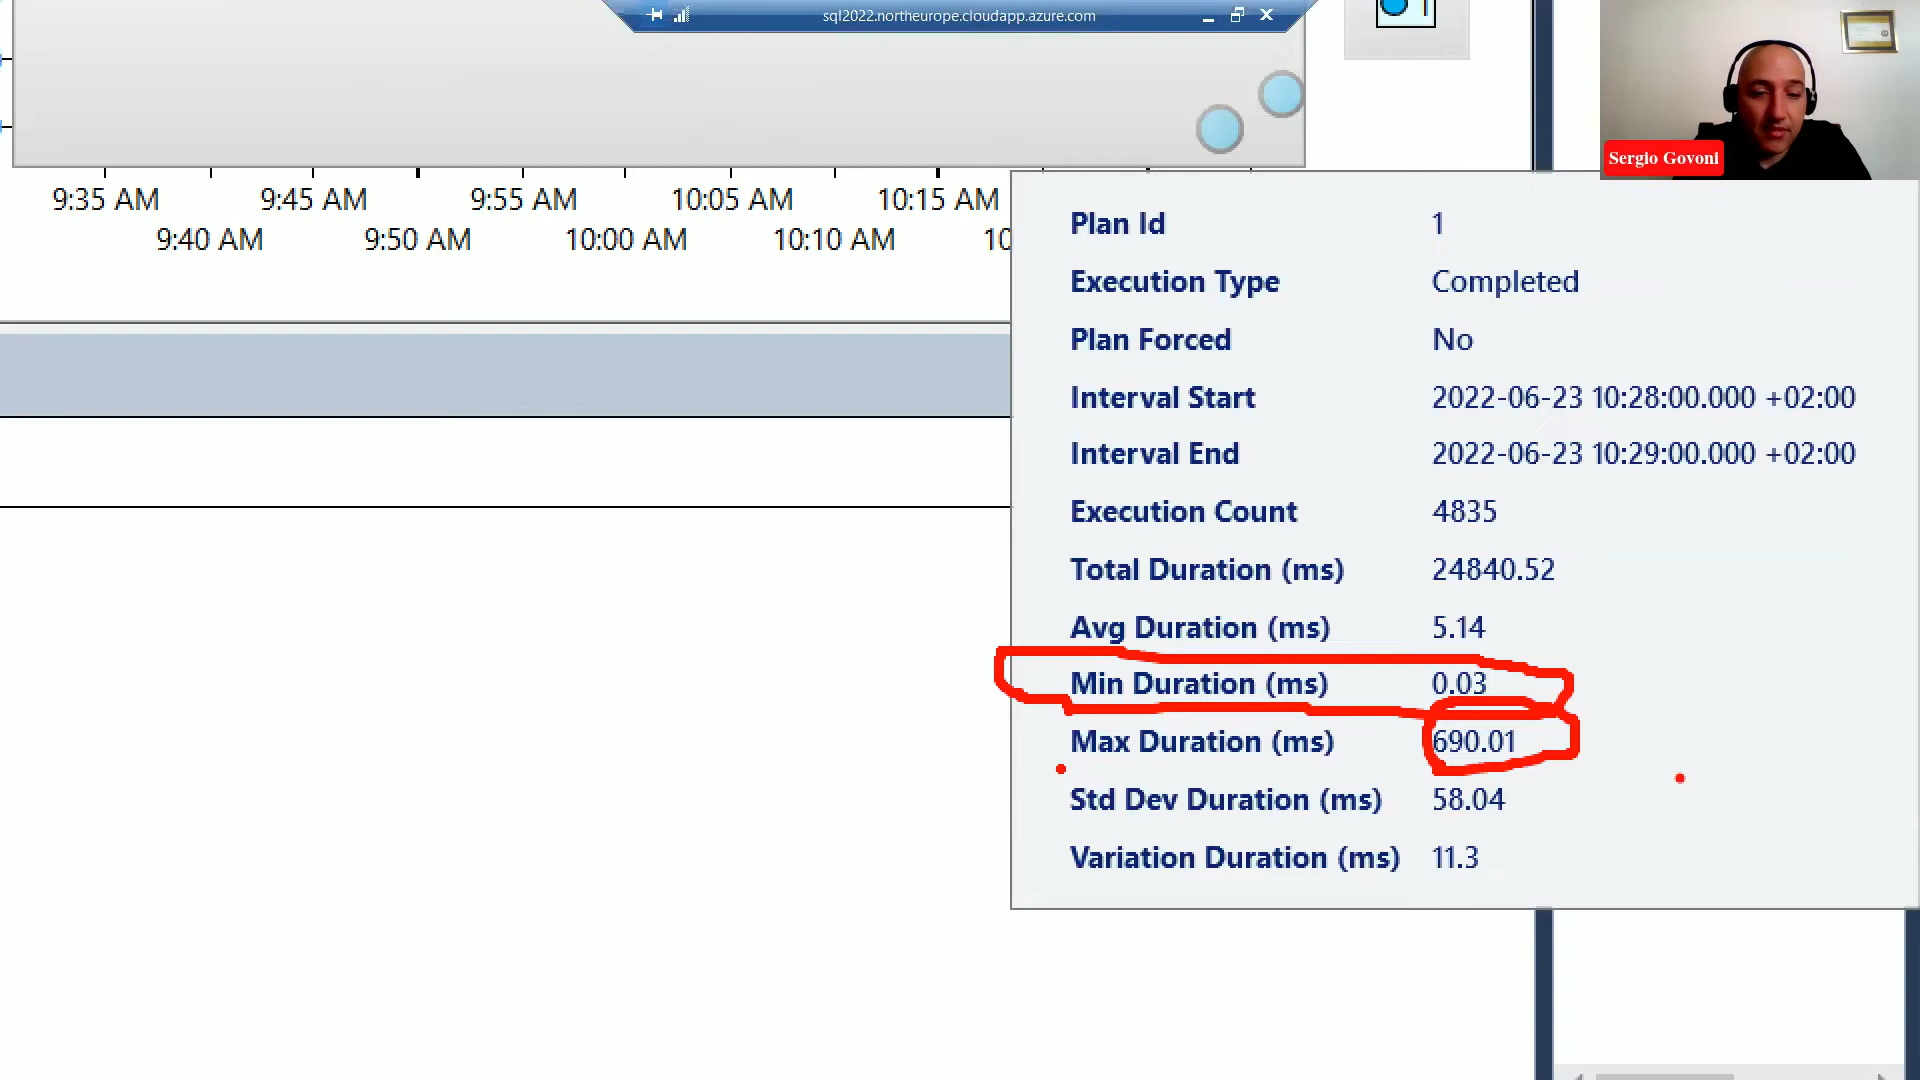 sql2022.northeurope.cloudapp.azure.com
Sergio Govoni
9:35 AM 9:45 AM 9:55 AM 10:05 AM 10:15 AM
9:40 AM 9:50 AM 10:00 AM 10:10 AM 10
Plan Id 1
Execution Type Completed
Plan Forced No
Interval Start 2022-06-23 10:28:00.000 +02:00
Interval End 2022-06-23 10:29:00.000 +02:00
Execution Count 4835
Total Duration (ms) 24840.52
Avg Duration (ms) 5.14
Min Duration (ms) 0.03
Max Duration (ms) 690.01
Std Dev Duration (ms) 58.04
Variation Duration (ms) 11.3